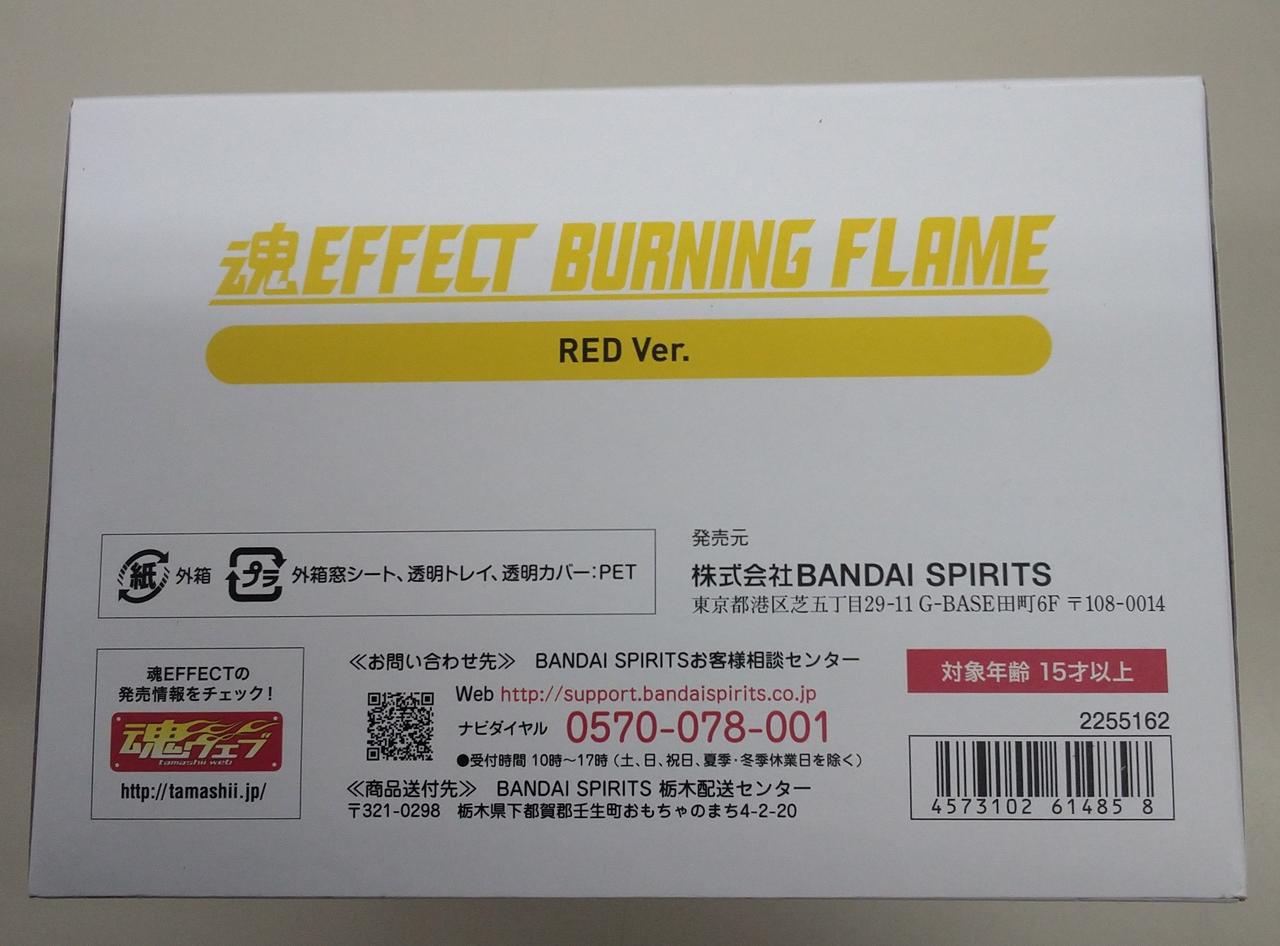 魂EFFECT BURNING FLAME
RED Ver.
紙 外箱 プラ 外箱窓シート、透明トレイ、透明カバー:PET
発売元
株式会社BANDAI SPIRITS
東京都港区芝五丁目29-11 G-BASE田町6F 〒108-0014
魂EFFECTの
発売情報をチェック!
魂ウェブ
tamashii web
http://tamashii.jp/
≪お問い合わせ先≫ BANDAI SPIRITSお客様相談センター
Web http://support.bandaispirits.co.jp
ナビダイヤル 0570-078-001
●受付時間 10時~17時(土、日、祝日、夏季・冬季休業日を除く)
≪商品送付先≫ BANDAI SPIRITS 栃木配送センター
〒321-0298 栃木県下都賀郡壬生町おもちゃのまち4-2-20
対象年齢 15才以上
2255162
4573102 61485 8